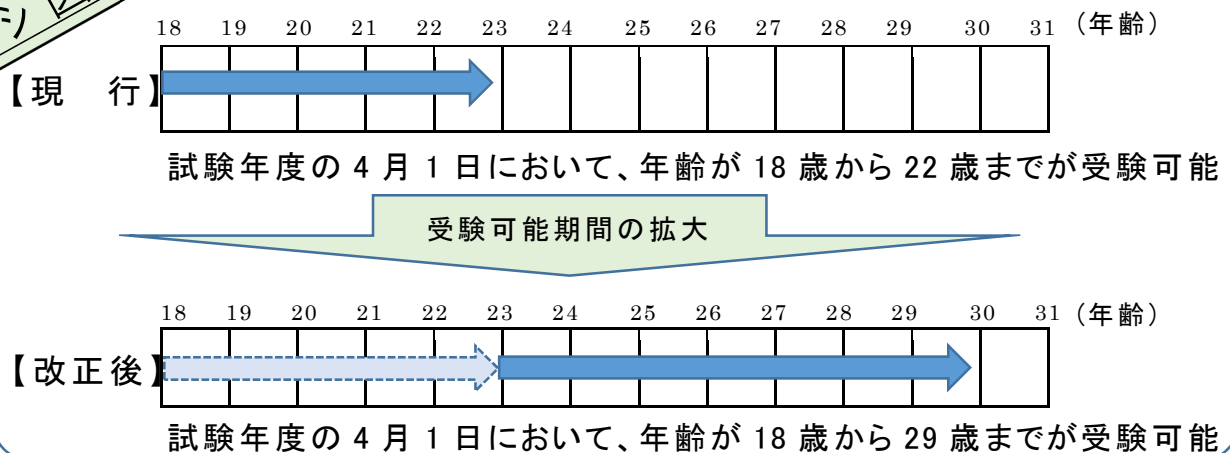 18 19 20 21 22 23 24 25 26 27 28 29 30 31 (年齢)
【現 行】
試験年度の4月1日において、年齢が18歳から22歳までが受験可能
受験可能期間の拡大
18 19 20 21 22 23 24 25 26 27 28 29 30 31 (年齢)
【改正後】
試験年度の4月1日において、年齢が18歳から29歳までが受験可能